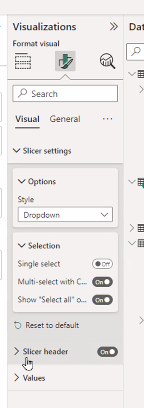 Visualizations
Dat
Format visual
Search
Visual General ...
Slicer settings
Options
Style
Dropdown
Selection
Single select Off
Multi-select with C... On
Show "Select all" o... On
Reset to default
Slicer header On
Values